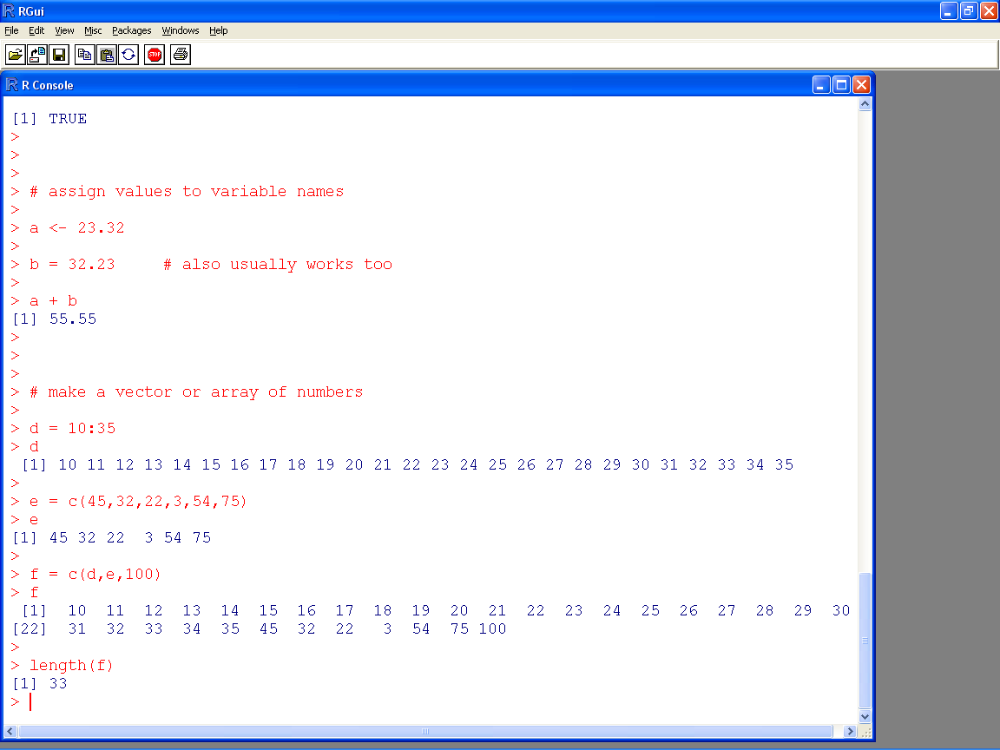 RGui
File Edit View Misc Packages Windows Help
STOP
R Console
[1] TRUE
>
>
>
> # assign values to variable names
>
> a <- 23.32
>
> b = 32.23     # also usually works too
>
> a + b
[1] 55.55
>
>
>
> # make a vector or array of numbers
>
> d = 10:35
> d
 [1] 10 11 12 13 14 15 16 17 18 19 20 21 22 23 24 25 26 27 28 29 30 31 32 33 34 35
>
> e = c(45,32,22,3,54,75)
> e
[1] 45 32 22  3 54 75
>
> f = c(d,e,100)
> f
 [1]  10  11  12  13  14  15  16  17  18  19  20  21  22  23  24  25  26  27  28  29  30
[22]  31  32  33  34  35  45  32  22   3  54  75 100
>
> length(f)
[1] 33
>